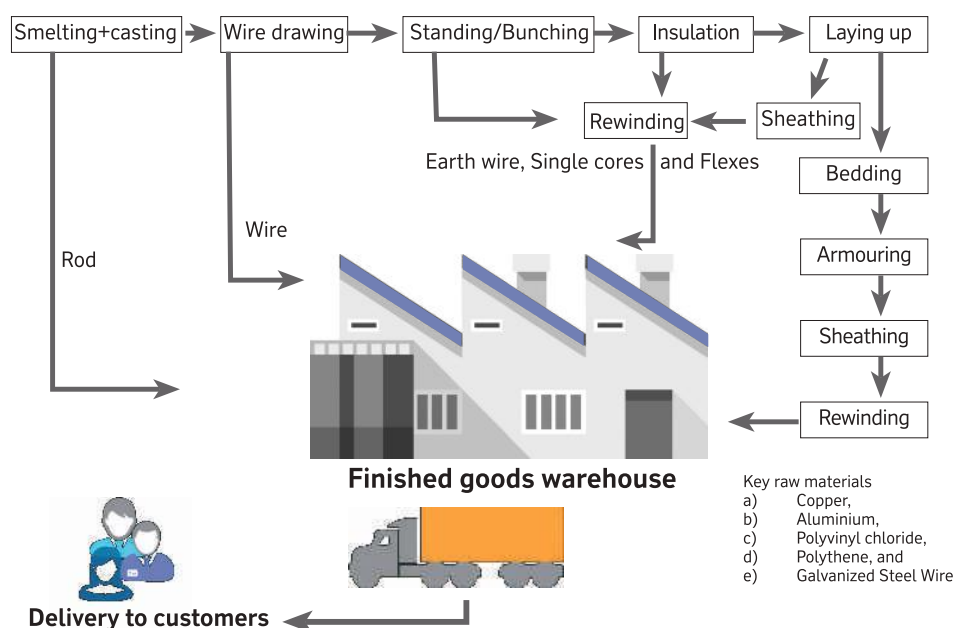 Smelting+casting
Wire drawing
Standing/Bunching
Insulation
Laying up
Rewinding
Sheathing
Earth wire, Single cores and Flexes
Bedding
Wire
Rod
Armouring
Sheathing
Rewinding
Finished goods warehouse
Key raw materials
a) Copper,
b) Aluminium,
c) Polyvinyl chloride,
d) Polythene, and
e) Galvanized Steel Wire
Delivery to customers